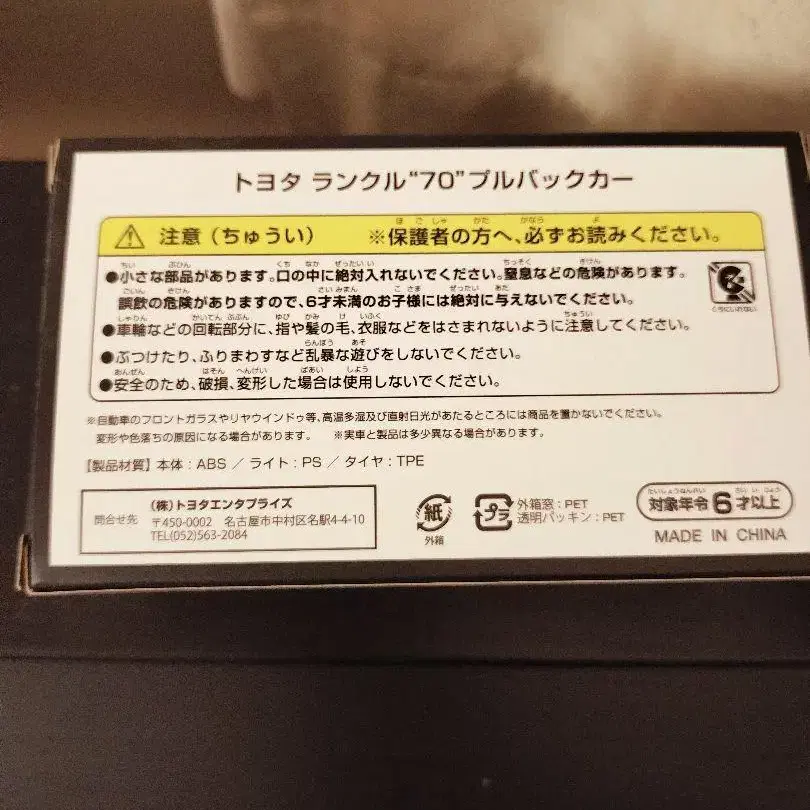 トヨタ ランクル“70”プルバックカー
注意（ちゅうい） ※保護者の方へ、必ずお読みください。
●小さな部品があります。口の中に絶対入れないでください。窒息などの危険があります。
誤飲の危険がありますので、6才未満のお子様には絶対に与えないでください。
●車輪などの回転部分に、指や髪の毛、衣服などをはさまれないように注意してください。
●ぶつけたり、ふりまわすなど乱暴な遊びをしないでください。
●安全のため、破損、変形した場合は使用しないでください。
※自動車のフロントガラスやリヤウインドゥ等、高温多湿及び直射日光があたるところには商品を置かないでください。
変形や色落ちの原因になる場合があります。 ※実車と製品は多少異なる場合があります。
【製品材質】本体：ABS ／ ライト：PS ／ タイヤ：TPE
問合せ先
（株）トヨタエンタプライズ
〒450-0002 名古屋市中村区名駅4-4-10
TEL(052)563-2084
紙
外箱
プラ
外箱窓：PET
透明パッキン：PET
対象年令6才以上
MADE IN CHINA